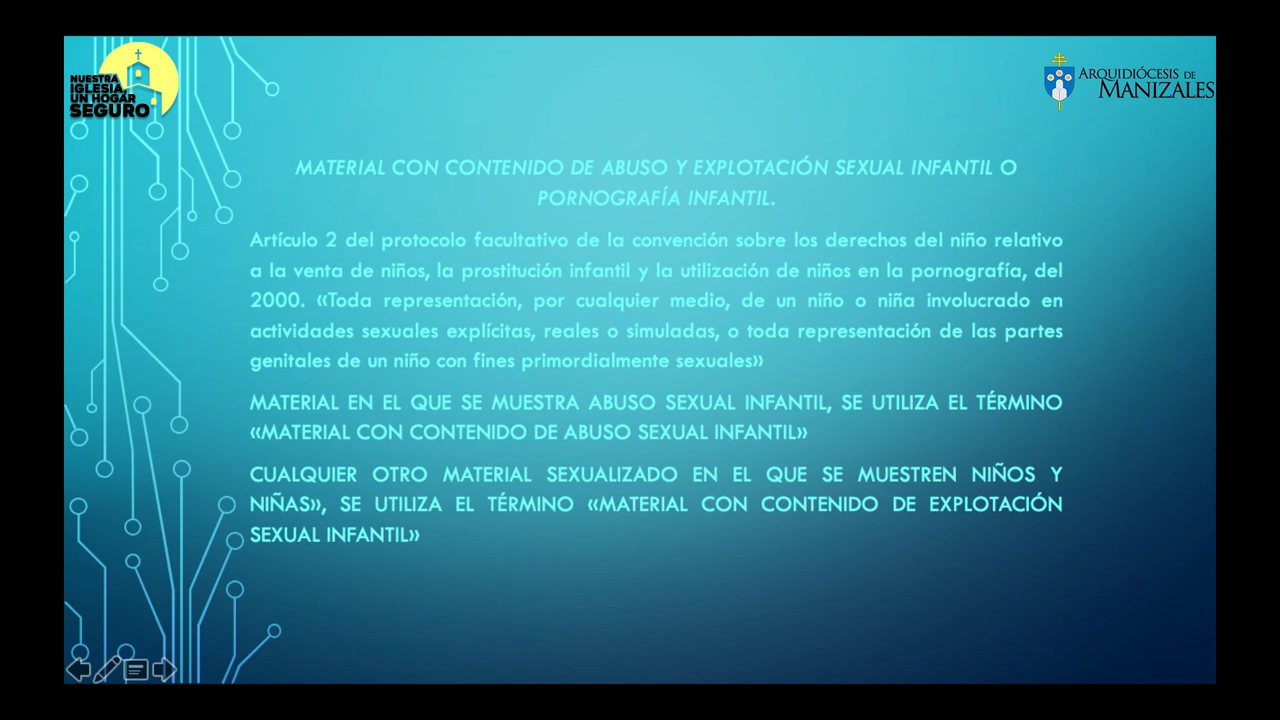 NUESTRA
IGLESIA,
UN HOGAR
SEGURO
ARQUIDIÓCESIS DE
MANIZALES
MATERIAL CON CONTENIDO DE ABUSO Y EXPLOTACIÓN SEXUAL INFANTIL O
PORNOGRAFÍA INFANTIL.
Artículo 2 del protocolo facultativo de la convención sobre los derechos del niño relativo
a la venta de niños, la prostitución infantil y la utilización de niños en la pornografía, del
2000. «Toda representación, por cualquier medio, de un niño o niña involucrado en
actividades sexuales explícitas, reales o simuladas, o toda representación de las partes
genitales de un niño con fines primordialmente sexuales»
MATERIAL EN EL QUE SE MUESTRA ABUSO SEXUAL INFANTIL, SE UTILIZA EL TÉRMINO
«MATERIAL CON CONTENIDO DE ABUSO SEXUAL INFANTIL»
CUALQUIER OTRO MATERIAL SEXUALIZADO EN EL QUE SE MUESTREN NIÑOS Y
NIÑAS», SE UTILIZA EL TÉRMINO «MATERIAL CON CONTENIDO DE EXPLOTACIÓN
SEXUAL INFANTIL»